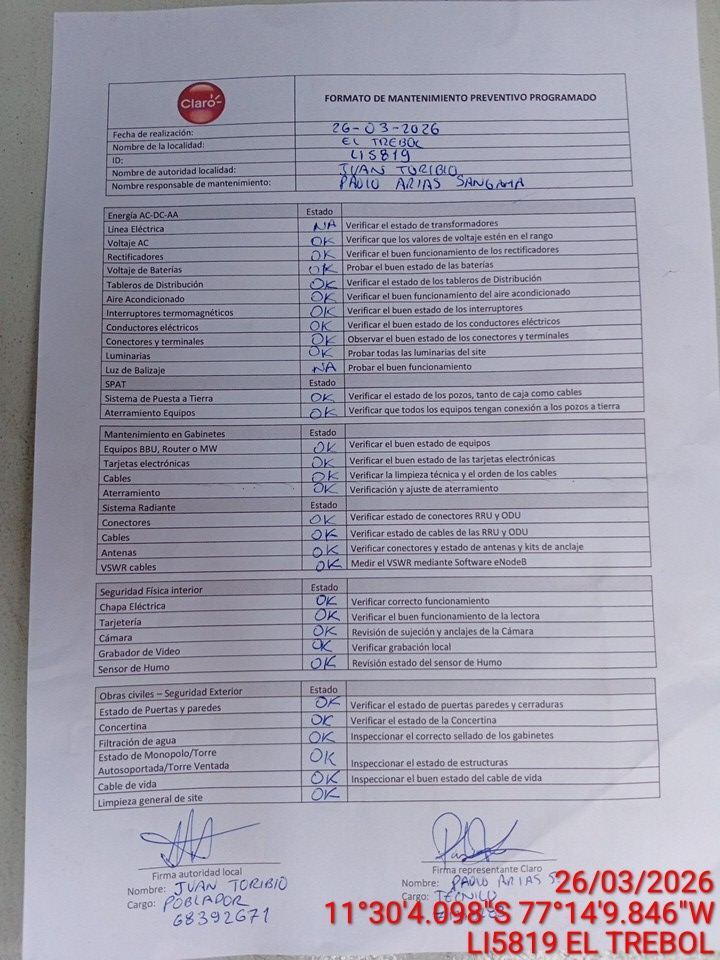 Claro
FORMATO DE MANTENIMIENTO PREVENTIVO PROGRAMADO
Fecha de realización: 26-03-2026
Nombre de la localidad: EL TREBOL
ID: LI5819
Nombre de autoridad localidad: JUAN TORIBIO
Nombre responsable de mantenimiento: PAULO ARIAS SANGAMA
Energía AC-DC-AA Estado
Línea Eléctrica NA Verificar el estado de transformadores
Voltaje AC OK Verificar que los valores de voltaje estén en el rango
Rectificadores OK Verificar el buen funcionamiento de los rectificadores
Voltaje de Baterías OK Probar el buen estado de las baterías
Tableros de Distribución OK Verificar el estado de los tableros de Distribución
Aire Acondicionado OK Verificar el buen funcionamiento del aire acondicionado
Interruptores termomagnéticos OK Verificar el buen estado de los interruptores
Conductores eléctricos OK Verificar el buen estado de los conductores eléctricos
Conectores y terminales OK Observar el buen estado de los conectores y terminales
Luminarias OK Probar todas las luminarias del site
Luz de Balizaje NA Probar el buen funcionamiento
SPAT Estado
Sistema de Puesta a Tierra OK Verificar el estado de los pozos, tanto de caja como cables
Aterramiento Equipos OK Verificar que todos los equipos tengan conexión a los pozos a tierra
Mantenimiento en Gabinetes Estado
Equipos BBU, Router o MW OK Verificar el buen estado de equipos
Tarjetas electrónicas OK Verificar el buen estado de las tarjetas electrónicas
Cables OK Verificar la limpieza técnica y el orden de los cables
Aterramiento OK Verificación y ajuste de aterramiento
Sistema Radiante Estado
Conectores OK Verificar estado de conectores RRU y ODU
Cables OK Verificar estado de cables de las RRU y ODU
Antenas OK Verificar conectores y estado de antenas y kits de anclaje
VSWR cables OK Medir el VSWR mediante Software eNodeB
Seguridad Física interior Estado
Chapa Eléctrica OK Verificar correcto funcionamiento
Tarjetería OK Verificar el buen funcionamiento de la lectora
Cámara OK Revisión de sujeción y anclajes de la Cámara
Grabador de Video OK Verificar grabación local
Sensor de Humo OK Revisión estado del sensor de Humo
Obras civiles – Seguridad Exterior Estado
Estado de Puertas y paredes OK Verificar el estado de puertas paredes y cerraduras
Concertina OK Verificar el estado de la Concertina
Filtración de agua OK Inspeccionar el correcto sellado de los gabinetes
Estado de Monopolo/Torre
Autosoportada/Torre Ventada OK Inspeccionar el estado de estructuras
Cable de vida OK Inspeccionar el buen estado del cable de vida
Limpieza general de site OK
Firma autoridad local
Nombre: JUAN TORIBIO
Cargo: POBLADOR
68392671
Firma representante Claro
Nombre: PAULO ARIAS
Cargo: TÉCNICO
26/03/2026
11°30'4.098"S 77°14'9.846"W
LI5819 EL TREBOL